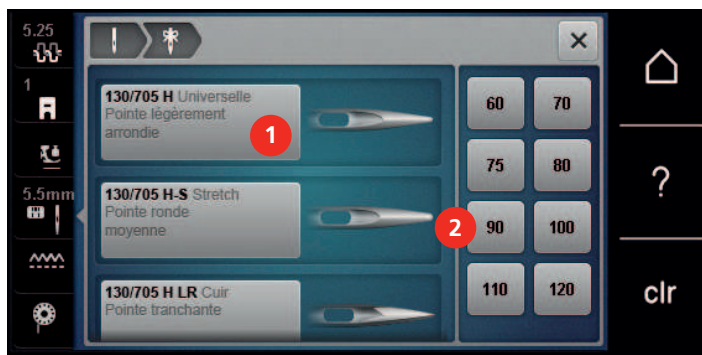 5.25
1
5.5mm
130/705 H Universelle
Pointe légèrement
arrondie
1
130/705 H-S Stretch
Pointe ronde
moyenne
2
130/705 H LR Cuir
Pointe tranchante
60 70
75 80
90 100
110 120
?
clr